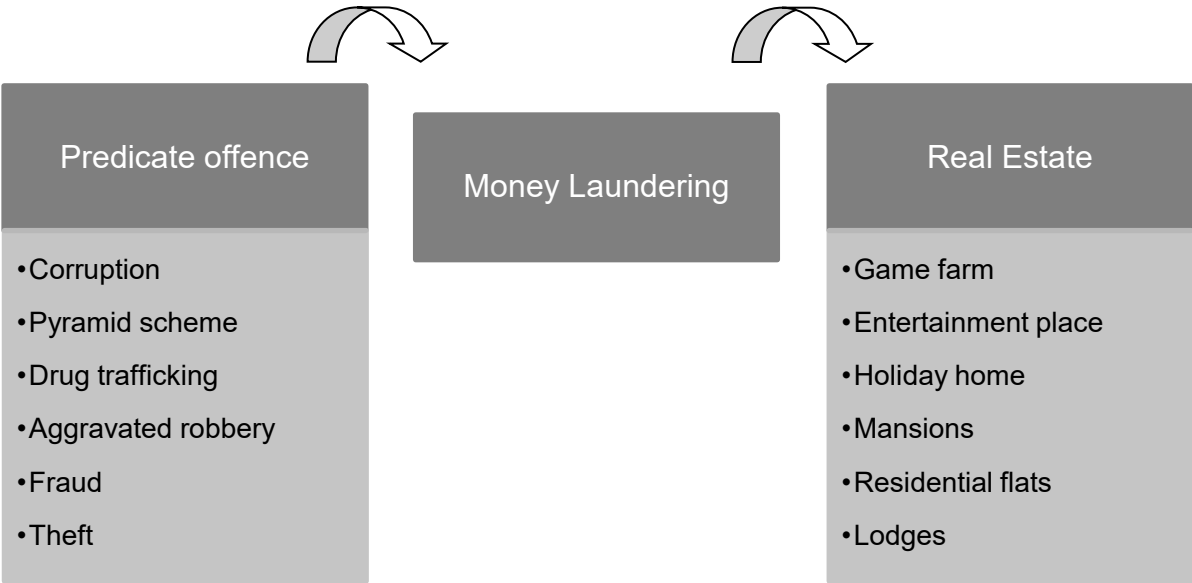 Predicate offence
•Corruption
•Pyramid scheme
•Drug trafficking
•Aggravated robbery
•Fraud
•Theft
Money Laundering
Real Estate
•Game farm
•Entertainment place
•Holiday home
•Mansions
•Residential flats
•Lodges